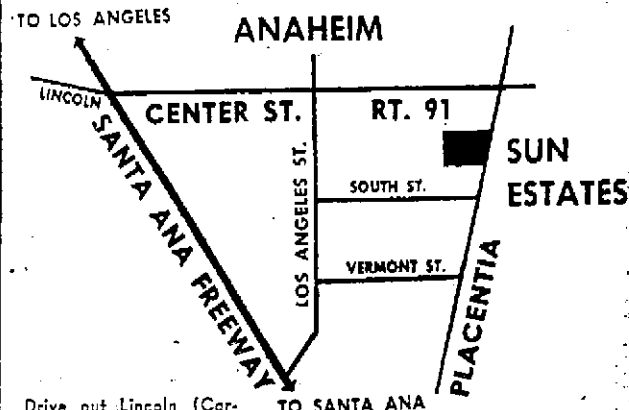 TO LOS ANGELES
ANAHEIM
LINCOLN
CENTER ST.
RT. 91
SUN
ESTATES
SANTA ANA FREEWAY
LOS ANGELES ST.
SOUTH ST.
VERMONT ST.
PLACENTIA
Drive out Lincoln (Car-
TO SANTA ANA